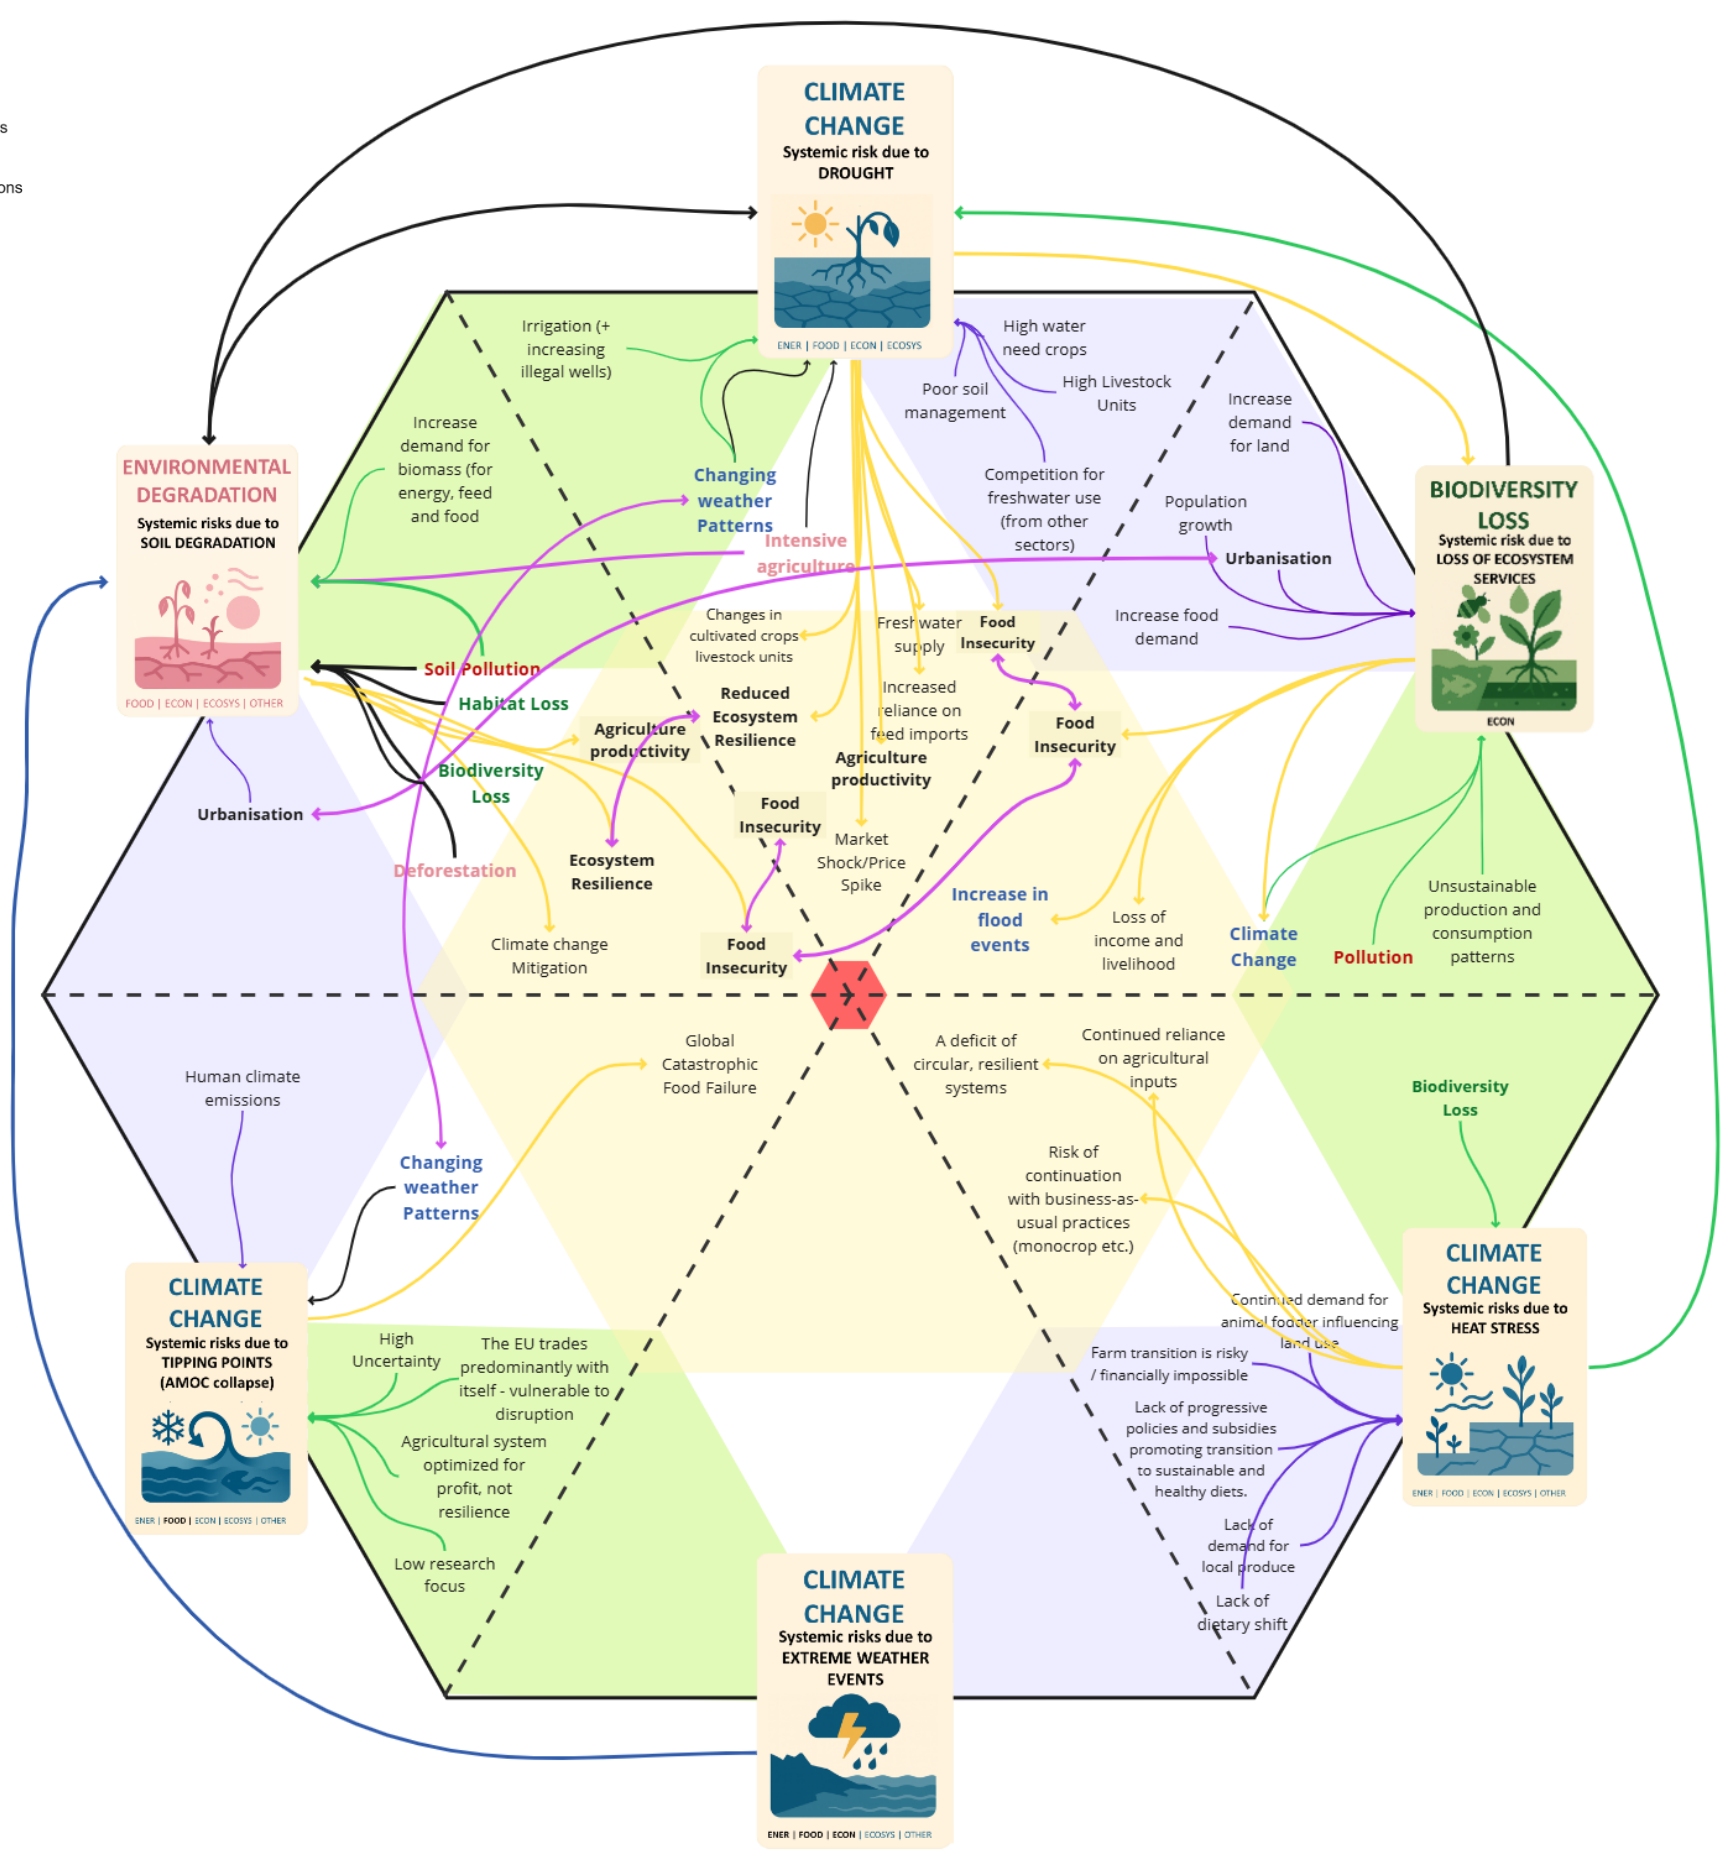 s
ons
CLIMATE
CHANGE
Systemic risk due to
DROUGHT
ENER | FOOD | ECON | ECOSYS
Irrigation (+
increasing
illegal wells)
High water
need crops
Poor soil
management
High Livestock
Units
Increase
demand
for land
Increase
demand for
biomass (for
energy, feed
and food
Changing
weather
Patterns
Competition for
freshwater use
(from other
sectors)
Population
growth
Urbanisation
Increase food
demand
ENVIRONMENTAL
DEGRADATION
Systemic risks due to
SOIL DEGRADATION
FOOD | ECON | ECOSYS | OTHER
BIODIVERSITY
LOSS
Systemic risk due to
LOSS OF ECOSYSTEM
SERVICES
ECON
Intensive
agriculture
Changes in
cultivated crops
livestock units
Freshwater
supply
Food
Insecurity
Soil Pollution
Habitat Loss
Biodiversity
Loss
Deforestation
Urbanisation
Agriculture
productivity
Reduced
Ecosystem
Resilience
Increased
reliance on
feed imports
Agriculture
productivity
Food
Insecurity
Food
Insecurity
Market
Shock/Price
Spike
Ecosystem
Resilience
Climate change
Mitigation
Food
Insecurity
Increase in
flood
events
Loss of
income and
livelihood
Climate
Change
Pollution
Unsustainable
production and
consumption
patterns
Human climate
emissions
Global
Catastrophic
Food Failure
A deficit of
circular, resilient
systems
Continued reliance
on agricultural
inputs
Biodiversity
Loss
Changing
weather
Patterns
Risk of
continuation
with business-as-
usual practices
(monocrop etc.)
CLIMATE
CHANGE
Systemic risks due to
TIPPING POINTS
(AMOC collapse)
ENER | FOOD | ECON | ECOSYS | OTHER
High
Uncertainty
The EU trades
predominantly with
itself - vulnerable to
disruption
Agricultural system
optimized for
profit, not
resilience
Low research
focus
Continued demand for
animal fodder influencing
land use
Farm transition is risky
/ financially impossible
Lack of progressive
policies and subsidies
promoting transition
to sustainable and
healthy diets.
Lack of
demand for
local produce
Lack of
dietary shift
CLIMATE
CHANGE
Systemic risks due to
HEAT STRESS
ENER | FOOD | ECON | ECOSYS | OTHER
CLIMATE
CHANGE
Systemic risks due to
EXTREME WEATHER
EVENTS
ENER | FOOD | ECON | ECOSYS | OTHER